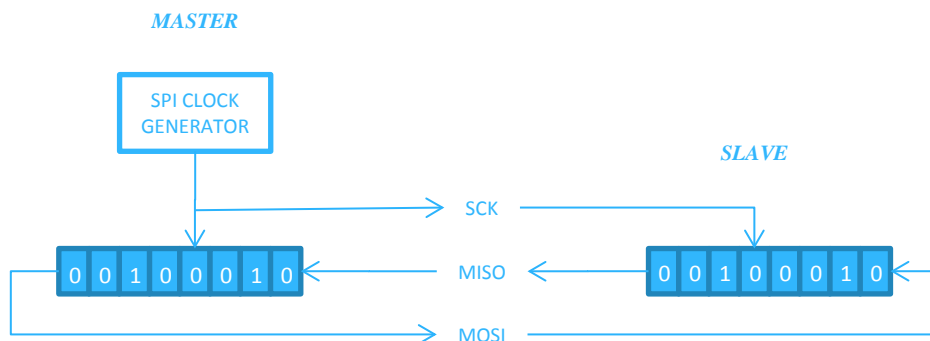 MASTER
SPI CLOCK
GENERATOR
SLAVE
SCK
0 0 1 0 0 0 1 0
MISO
0 0 1 0 0 0 1 0
MOSI